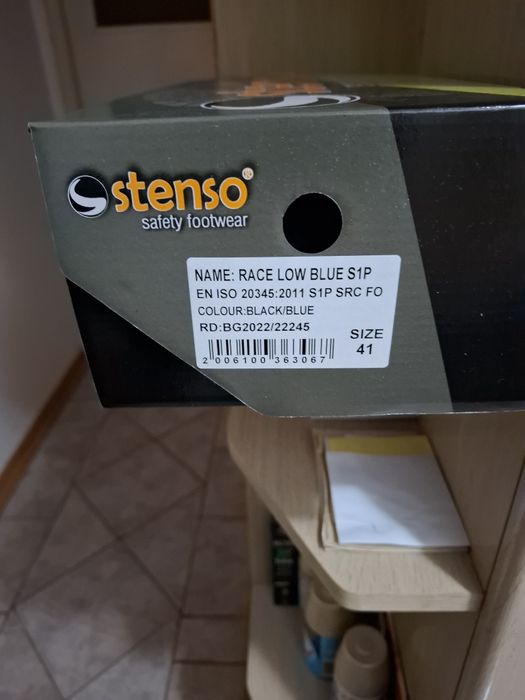 stenso®
safety footwear
NAME: RACE LOW BLUE S1P
EN ISO 20345:2011 S1P SRC FO
COLOUR:BLACK/BLUE
RD:BG2022/22245
SIZE
41
2 006100 363067